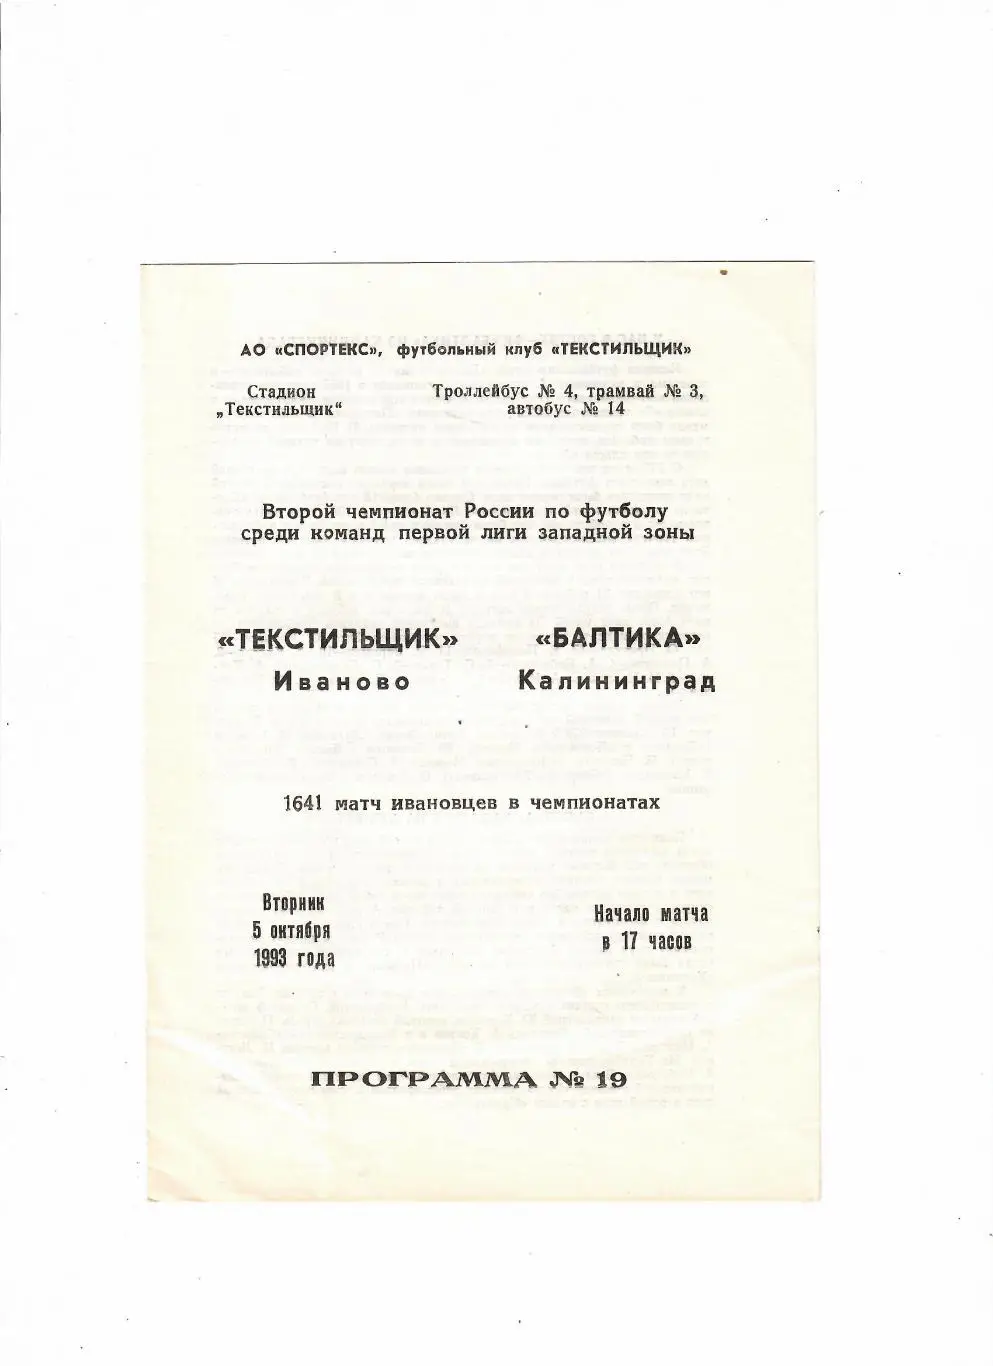 АО «СПОРТЕКС», футбольный клуб «ТЕКСТИЛЬЩИК»
Стадион
„Текстильщик“
Троллейбус № 4, трамвай № 3,
автобус № 14
Второй чемпионат России по футболу
среди команд первой лиги западной зоны
«ТЕКСТИЛЬЩИК»
Иваново
«БАЛТИКА»
Калининград
1641 матч ивановцев в чемпионатах
Вторник
5 октября
1993 года
Начало матча
в 17 часов
ПРОГРАММА № 19